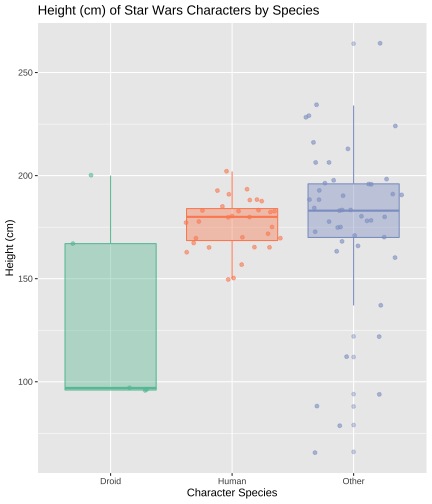 Height (cm) of Star Wars Characters by Species
Height (cm)
250
200
150
100
Droid Human Other
Character Species